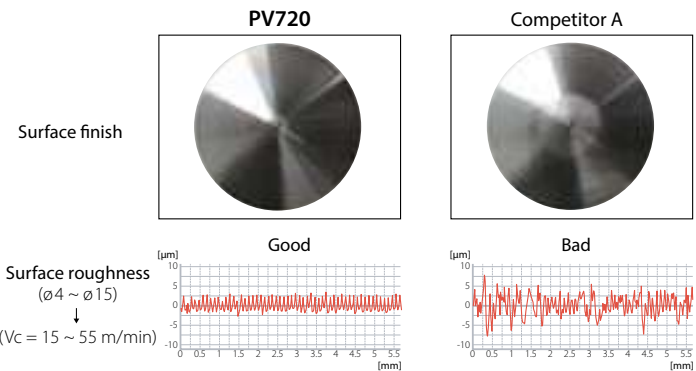 PV720
Competitor A
Surface finish
Good
Bad
Surface roughness
(ø4 ~ ø15)
↓
(Vc = 15 ~ 55 m/min)
[μm]
10
5
0
-5
-10
0 0.5 1 1.5 2 2.5 3 3.5 4 4.5 5 5.5
[mm]
[μm]
10
5
0
-5
-10
0 0.5 1 1.5 2 2.5 3 3.5 4 4.5 5 5.5
[mm]